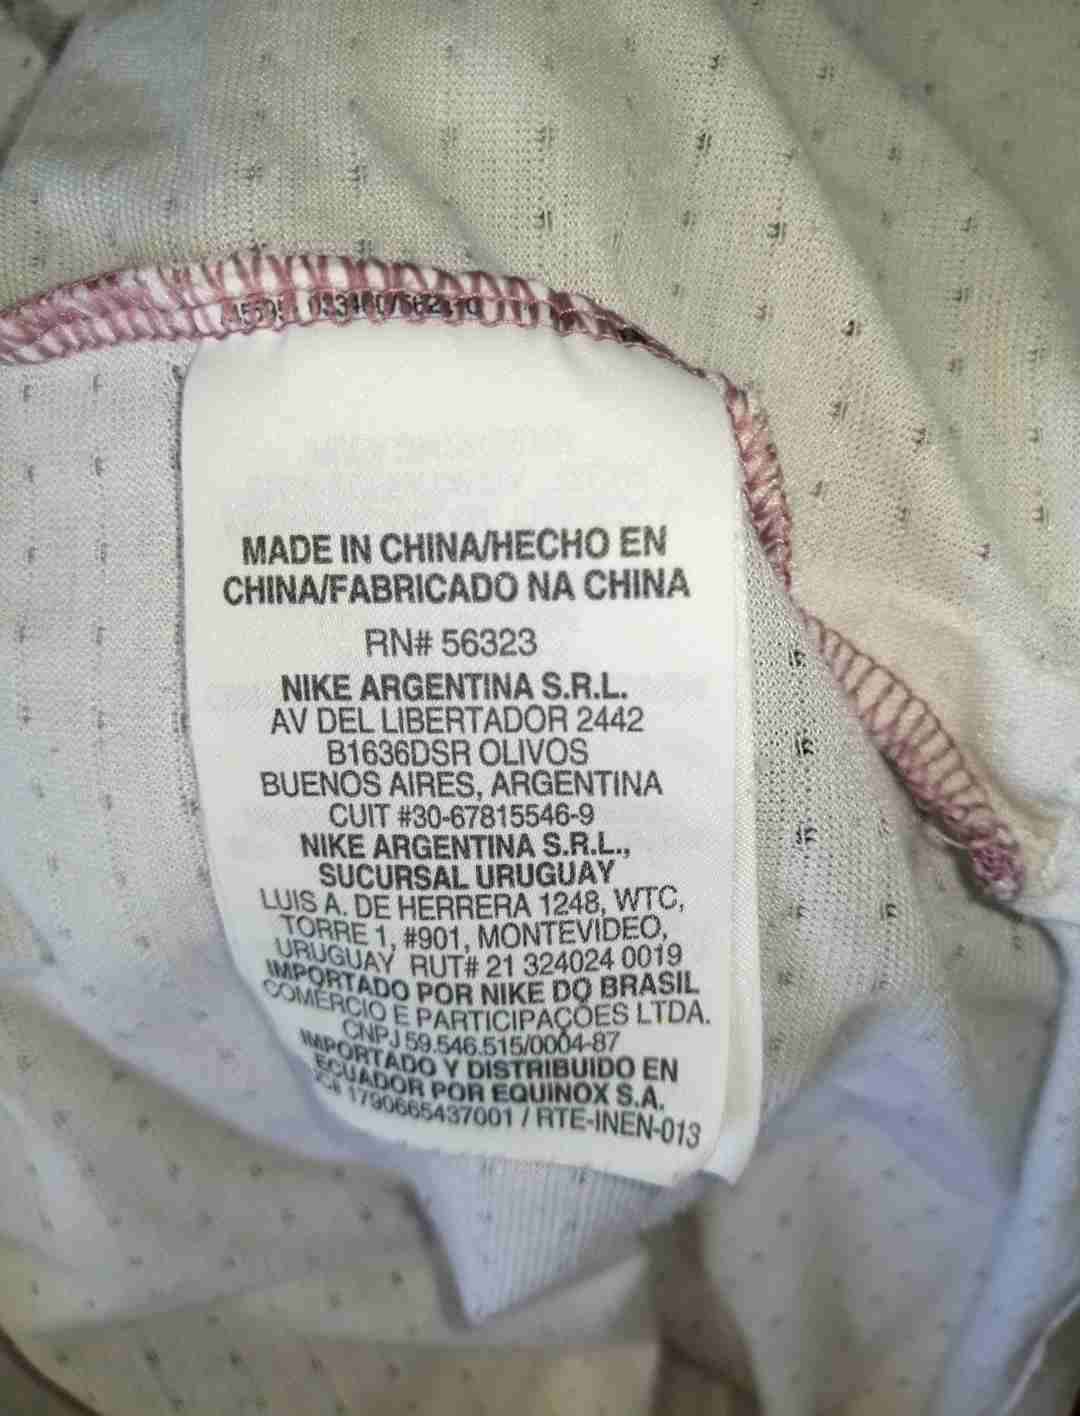 MADE IN CHINA/HECHO EN
CHINA/FABRICADO NA CHINA
RN# 56323
NIKE ARGENTINA S.R.L.
AV DEL LIBERTADOR 2442
B1636DSR OLIVOS
BUENOS AIRES, ARGENTINA
CUIT #30-67815546-9
NIKE ARGENTINA S.R.L.,
SUCURSAL URUGUAY
LUIS A. DE HERRERA 1248, WTC,
TORRE 1, #901, MONTEVIDEO,
URUGUAY RUT# 21 324024 0019
IMPORTADO POR NIKE DO BRASIL
COMÉRCIO E PARTICIPAÇÕES LTDA.
CNPJ 59.546.515/0004-87
IMPORTADO Y DISTRIBUIDO EN
ECUADOR POR EQUINOX S.A.
1790665437001 / RTE-INEN-013